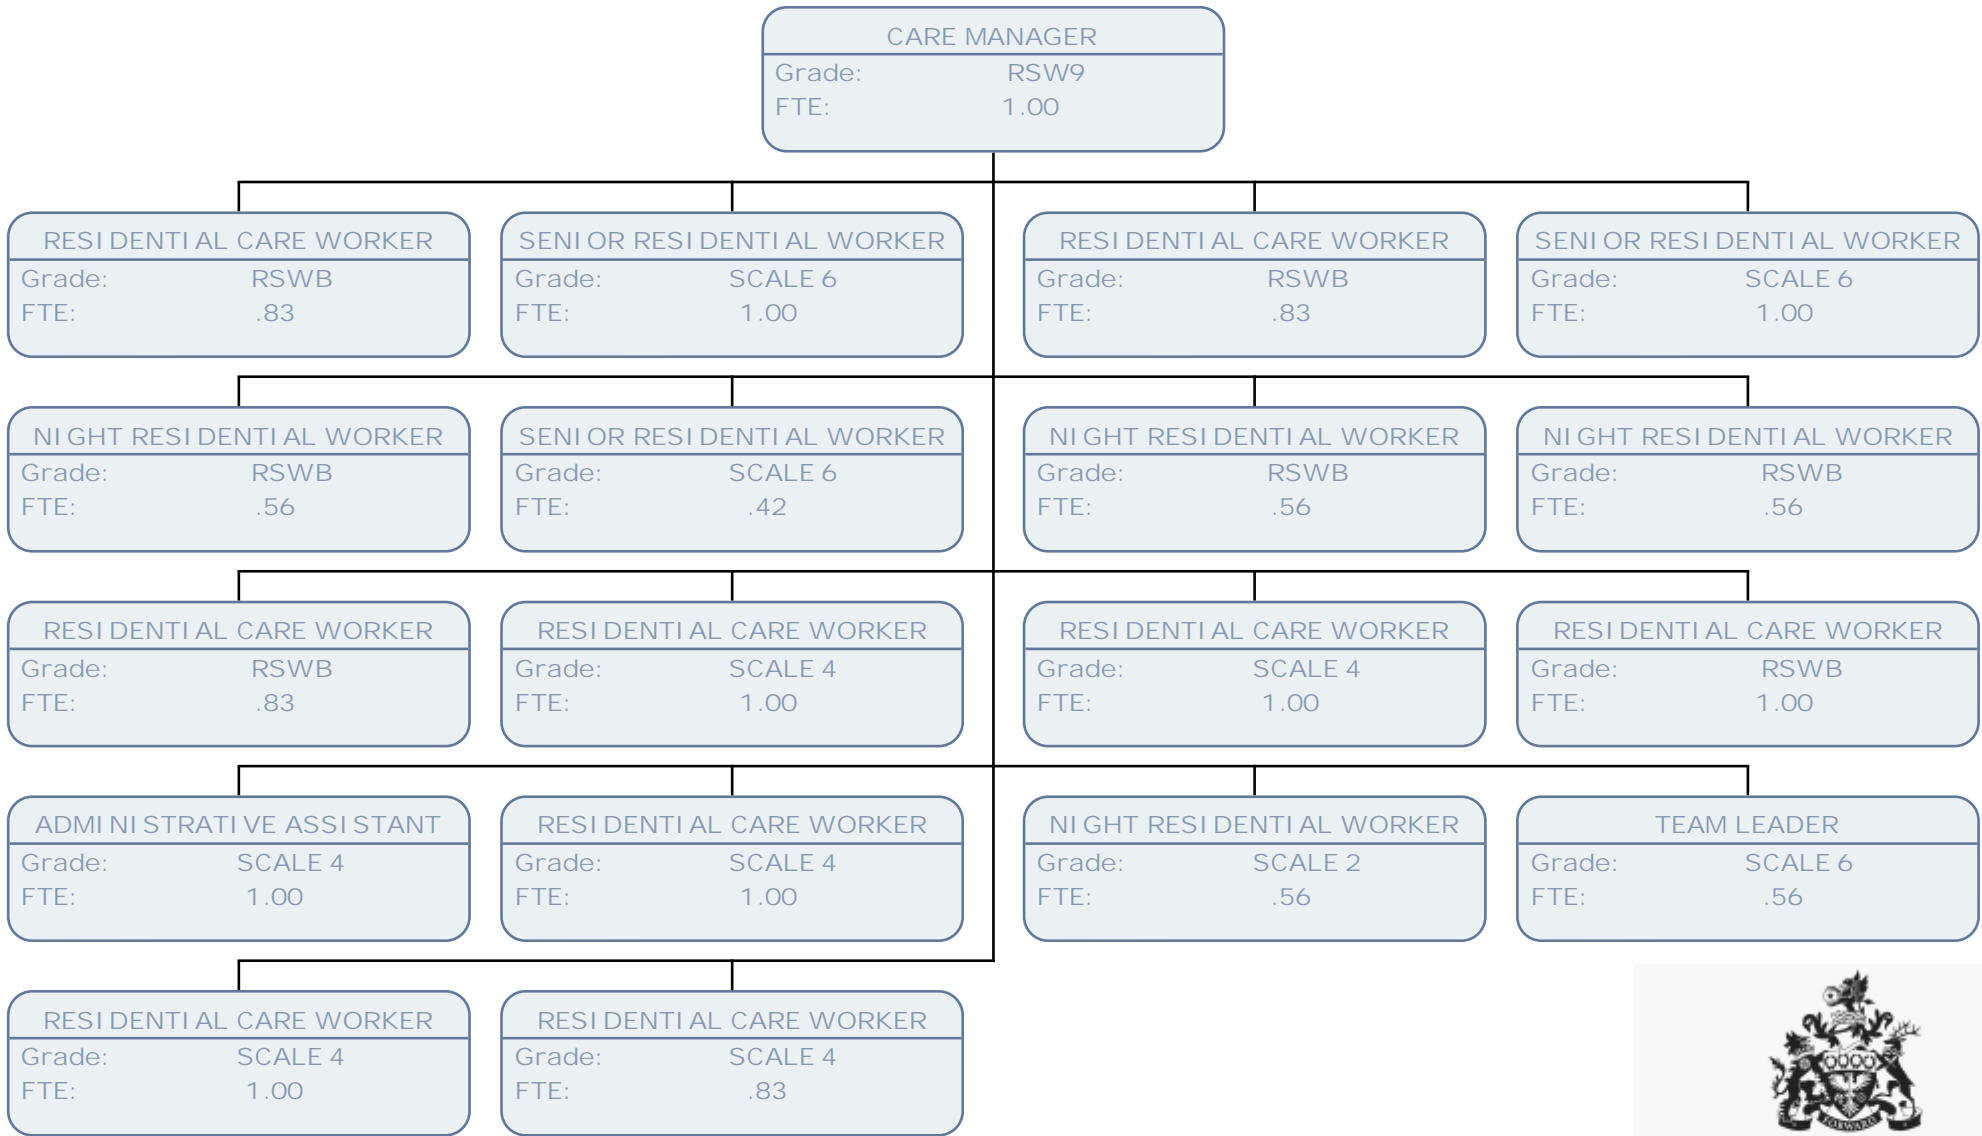 CARE MANAGER
Grade: RSW9
FTE: 1.00
RESIDENTIAL CARE WORKER
Grade: RSWB
FTE: .83
SENIOR RESIDENTIAL WORKER
Grade: SCALE 6
FTE: 1.00
RESIDENTIAL CARE WORKER
Grade: RSWB
FTE: .83
SENIOR RESIDENTIAL WORKER
Grade: SCALE 6
FTE: 1.00
NIGHT RESIDENTIAL WORKER
Grade: RSWB
FTE: .56
SENIOR RESIDENTIAL WORKER
Grade: SCALE 6
FTE: .42
NIGHT RESIDENTIAL WORKER
Grade: RSWB
FTE: .56
NIGHT RESIDENTIAL WORKER
Grade: RSWB
FTE: .56
RESIDENTIAL CARE WORKER
Grade: RSWB
FTE: .83
RESIDENTIAL CARE WORKER
Grade: SCALE 4
FTE: 1.00
RESIDENTIAL CARE WORKER
Grade: SCALE 4
FTE: 1.00
RESIDENTIAL CARE WORKER
Grade: RSWB
FTE: 1.00
ADMINISTRATIVE ASSISTANT
Grade: SCALE 4
FTE: 1.00
RESIDENTIAL CARE WORKER
Grade: SCALE 4
FTE: 1.00
NIGHT RESIDENTIAL WORKER
Grade: SCALE 2
FTE: .56
TEAM LEADER
Grade: SCALE 6
FTE: .56
RESIDENTIAL CARE WORKER
Grade: SCALE 4
FTE: 1.00
RESIDENTIAL CARE WORKER
Grade: SCALE 4
FTE: .83
FORWARD